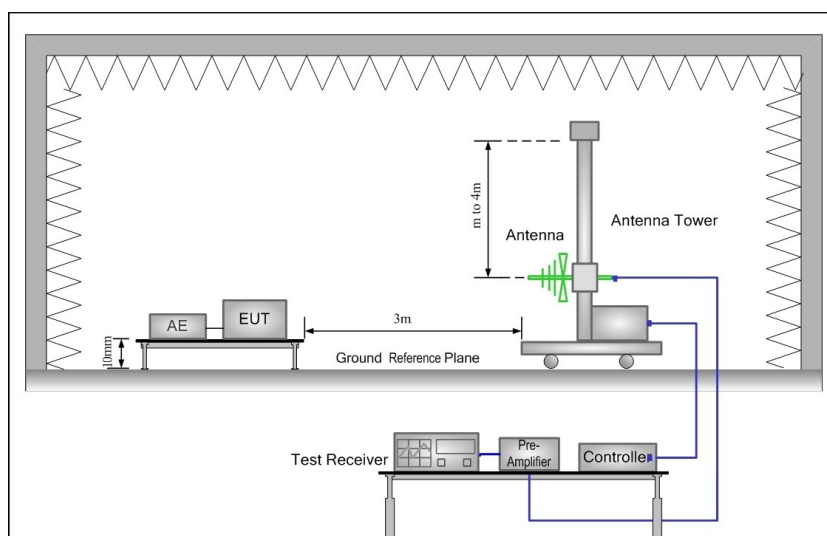 m to 4m
Antenna Tower
Antenna
3m
AE
EUT
10mm
Ground Reference Plane
Test Receiver
Pre-
Amplifier
Controlle